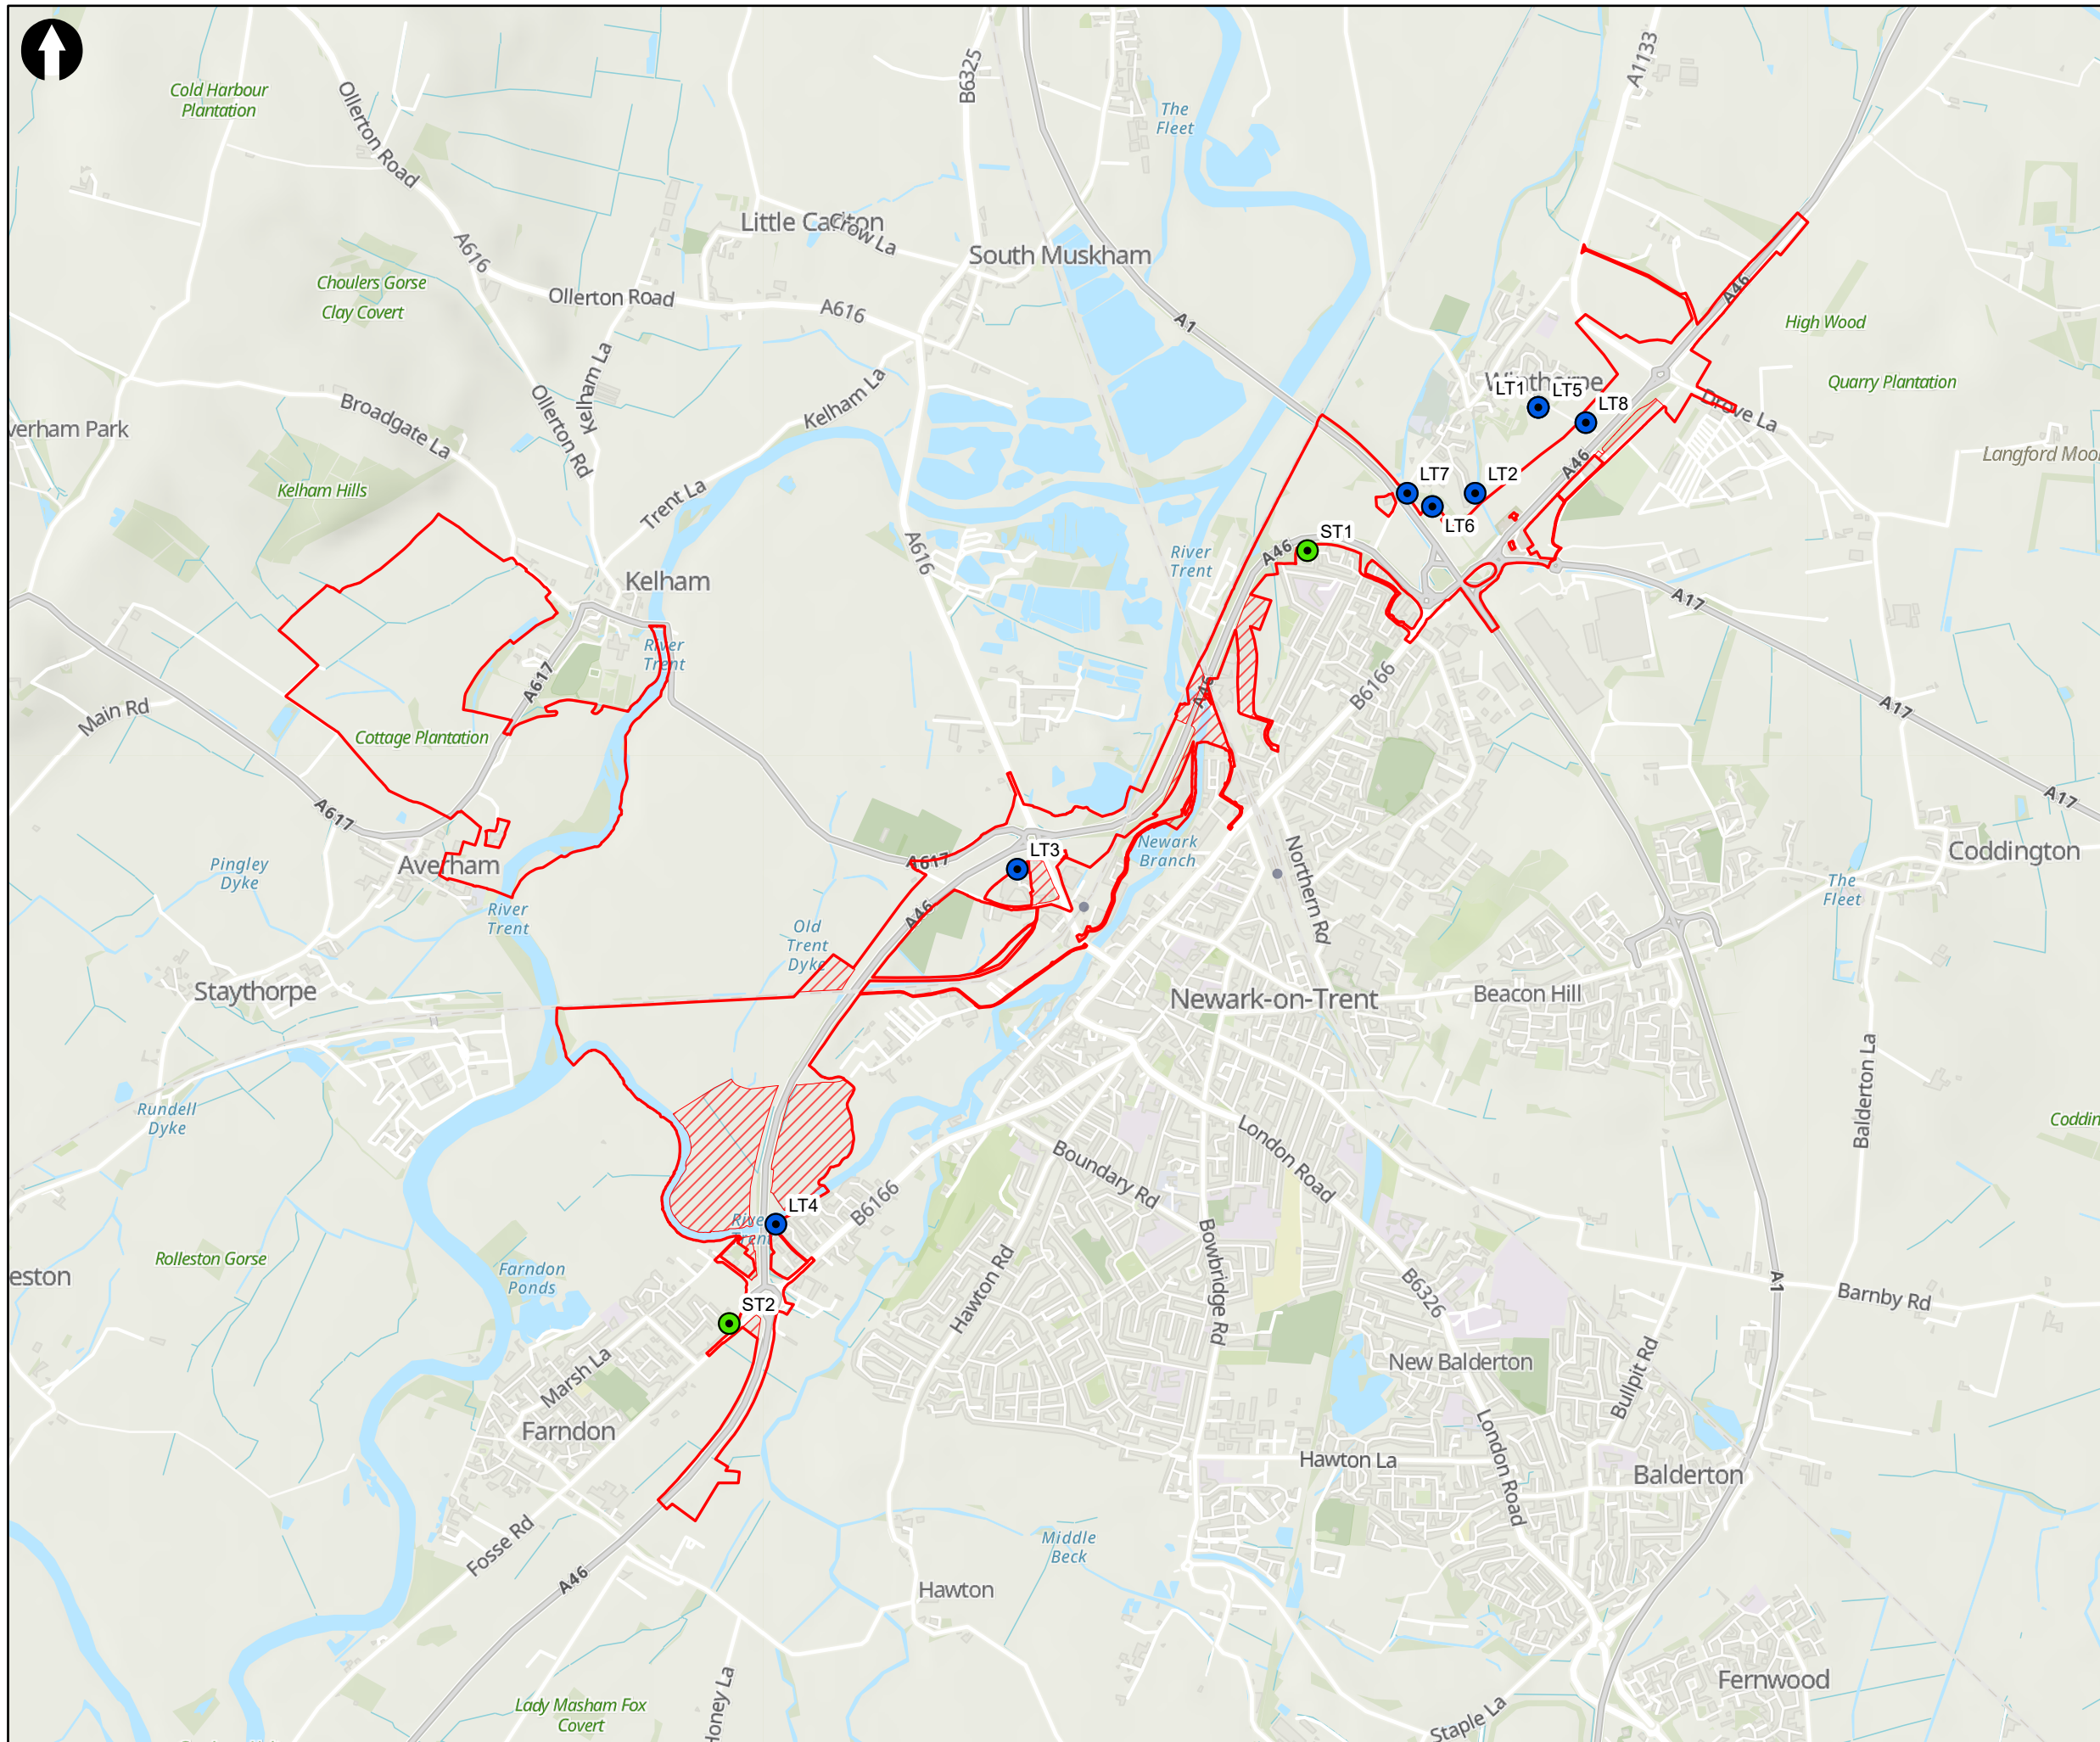 Cold Harbour
Plantation
Ollerton Road
B6325
The
Fleet
A1133
A616
Little Carlton
Crow La
South Muskham
Choulers Gorse
Clay Covert
Ollerton Road
A616
A1
A46
High Wood
Kelham La
Ollerton Rd
Broadgate La
Kelham La
Winthorpe
LT1
LT5
LT8
Quarry Plantation
Drove La
verham Park
Kelham Hills
Trent La
LT7
LT2
LT6
A46
Langford Moo
Kelham
A616
River
Trent
A46
ST1
A17
River
Trent
A617
Main Rd
Cottage Plantation
A46
B6166
A17
A617
A17
Averham
Pingley
Dyke
A617
LT3
Newark
Branch
Northern Rd
Coddington
The
Fleet
River
Trent
A46
Old
Trent
Dyke
Staythorpe
Newark-on-Trent
Beacon Hill
Rundell
Dyke
London Road
Boundary Rd
Balderton La
Coddin
LT4
River
Trent
B6166
Rolleston Gorse
eston
Farndon
Ponds
Hawton Rd
Bowbridge Rd
B6326
A1
Barnby Rd
ST2
Marsh La
New Balderton
Bullpit Rd
Farndon
Hawton La
London Road
Balderton
Fosse Rd
A46
Middle
Beck
Hawton
Lady Masham Fox
Covert
Honey La
Staple La
Fernwood